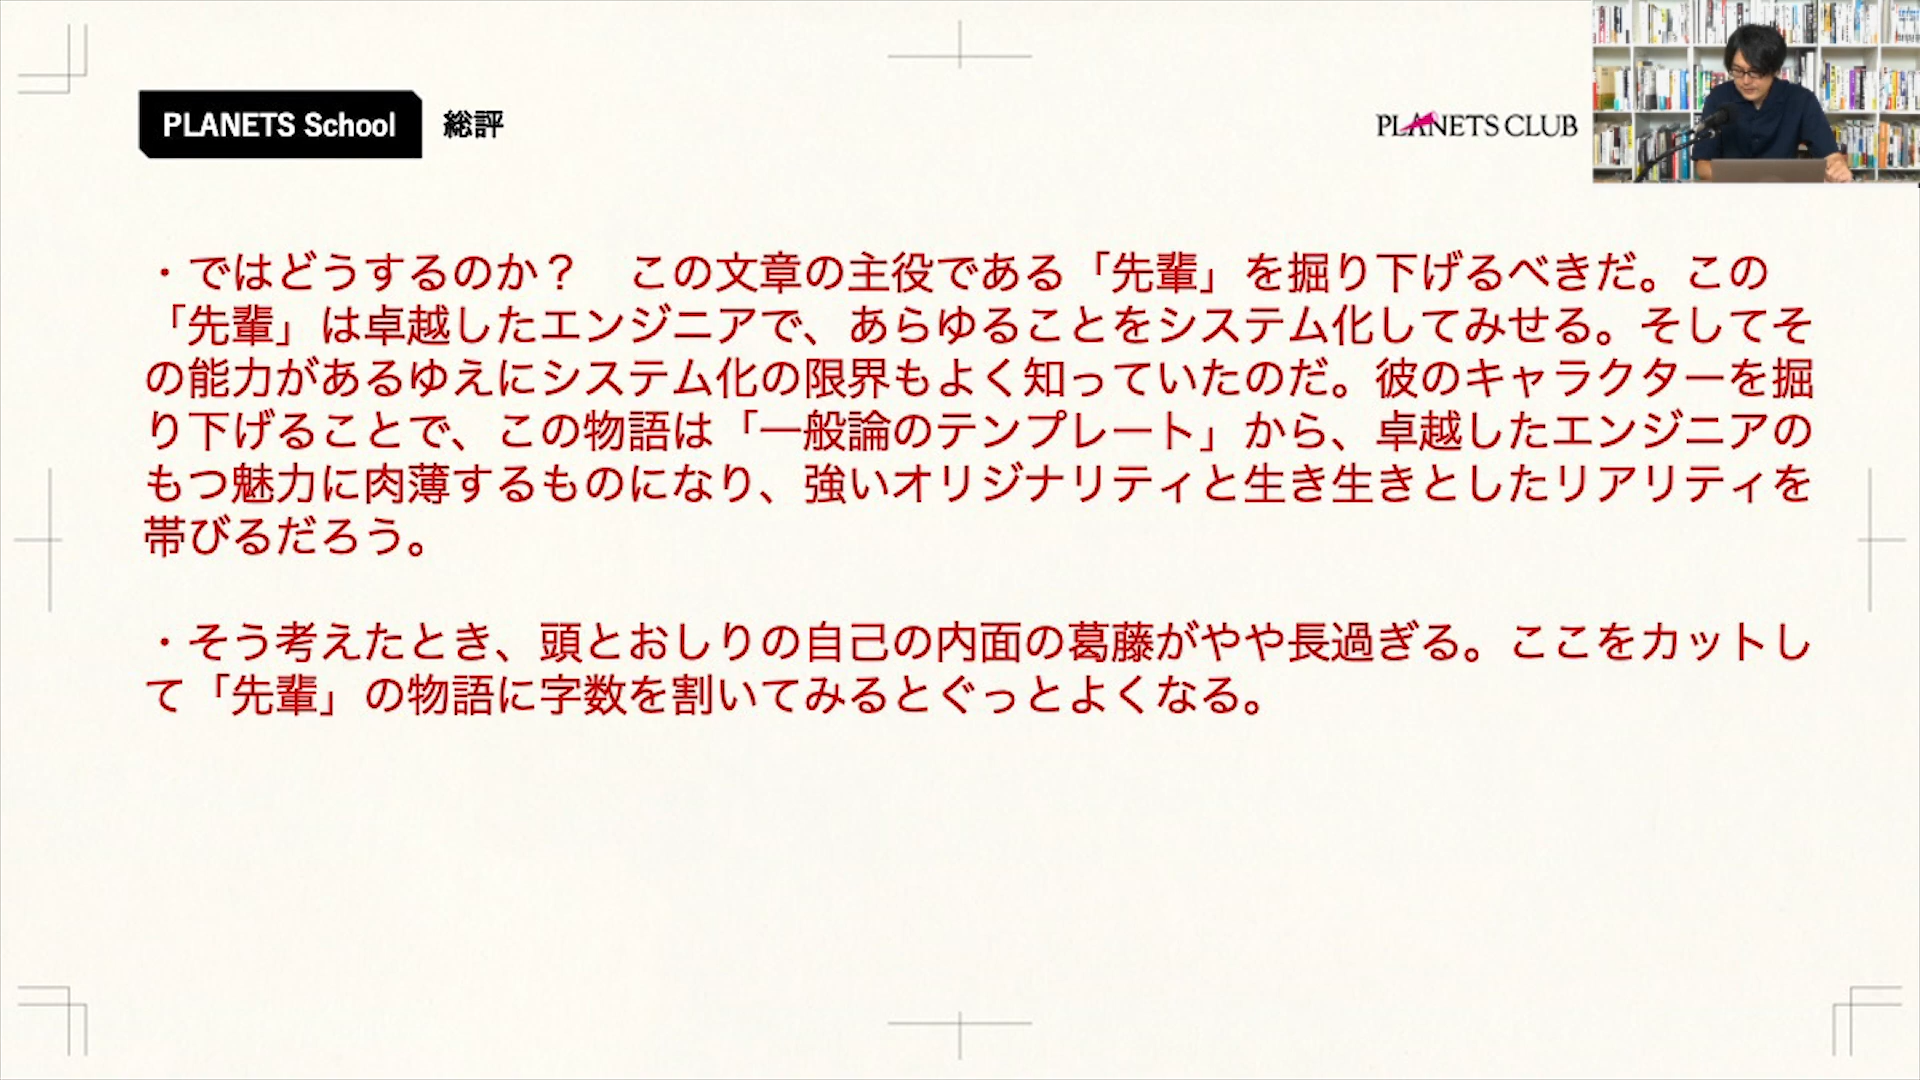 PLANETS School 総評
PLANETS CLUB
・ではどうするのか？　この文章の主役である「先輩」を掘り下げるべきだ。この
「先輩」は卓越したエンジニアで、あらゆることをシステム化してみせる。そしてそ
の能力があるゆえにシステム化の限界もよく知っていたのだ。彼のキャラクターを掘
り下げることで、この物語は「一般論のテンプレート」から、卓越したエンジニアの
もつ魅力に肉薄するものになり、強いオリジナリティと生き生きとしたリアリティを
帯びるだろう。
・そう考えたとき、頭とおしりの自己の内面の葛藤がやや長過ぎる。ここをカットし
て「先輩」の物語に字数を割いてみるとぐっとよくなる。